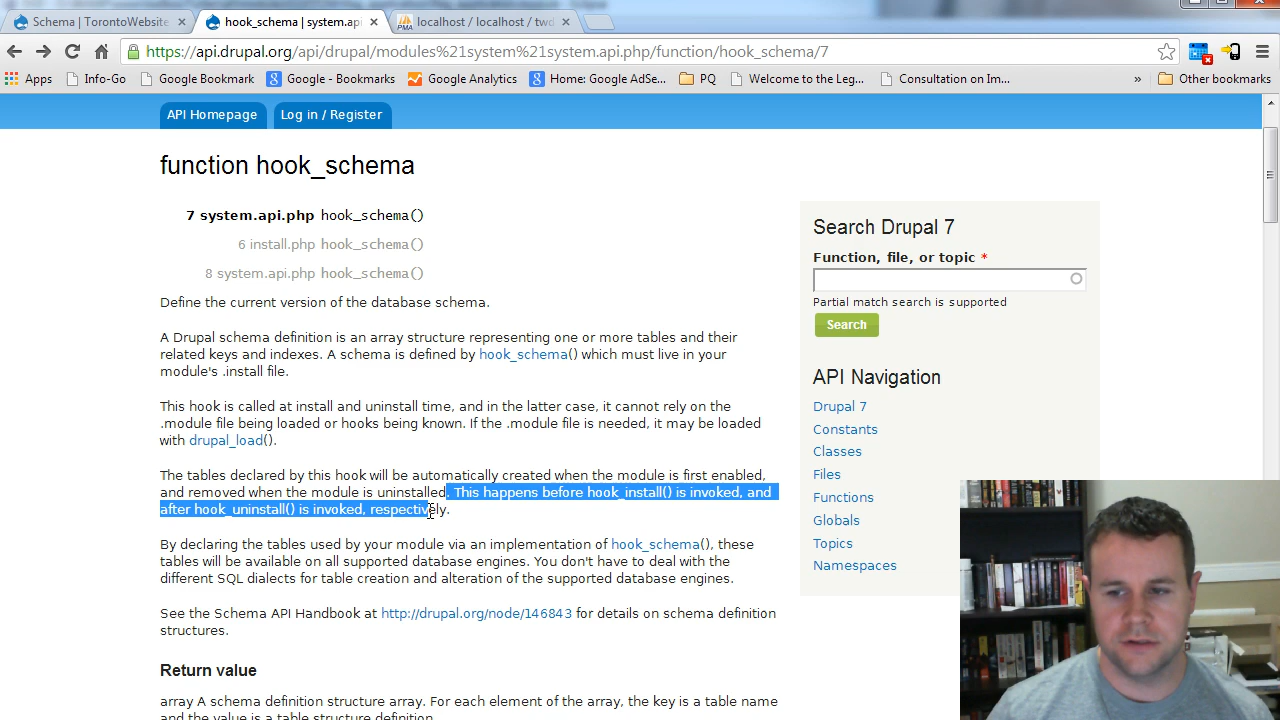 Schema | TorontoWebsite
hook_schema | system.api
localhost / localhost / twd
https://api.drupal.org/api/drupal/modules%21system%21system.api.php/function/hook_schema/7
Apps
Info-Go
Google Bookmark
Google - Bookmarks
Google Analytics
Home: Google AdSe...
PQ
Welcome to the Leg...
Consultation on Im...
»
Other bookmarks
API Homepage
Log in / Register
function hook_schema
7 system.api.php hook_schema()
6 install.php hook_schema()
8 system.api.php hook_schema()
Define the current version of the database schema.
A Drupal schema definition is an array structure representing one or more tables and their
related keys and indexes. A schema is defined by hook_schema() which must live in your
module's .install file.
This hook is called at install and uninstall time, and in the latter case, it cannot rely on the
.module file being loaded or hooks being known. If the .module file is needed, it may be loaded
with drupal_load().
The tables declared by this hook will be automatically created when the module is first enabled,
and removed when the module is uninstalled. This happens before hook_install() is invoked, and
after hook_uninstall() is invoked, respectively.
By declaring the tables used by your module via an implementation of hook_schema(), these
tables will be available on all supported database engines. You don't have to deal with the
different SQL dialects for table creation and alteration of the supported database engines.
See the Schema API Handbook at http://drupal.org/node/146843 for details on schema definition
structures.
Return value
array A schema definition structure array. For each element of the array, the key is a table name
and the value is a table structure definition.
Search Drupal 7
Function, file, or topic *
Partial match search is supported
Search
API Navigation
Drupal 7
Constants
Classes
Files
Functions
Globals
Topics
Namespaces